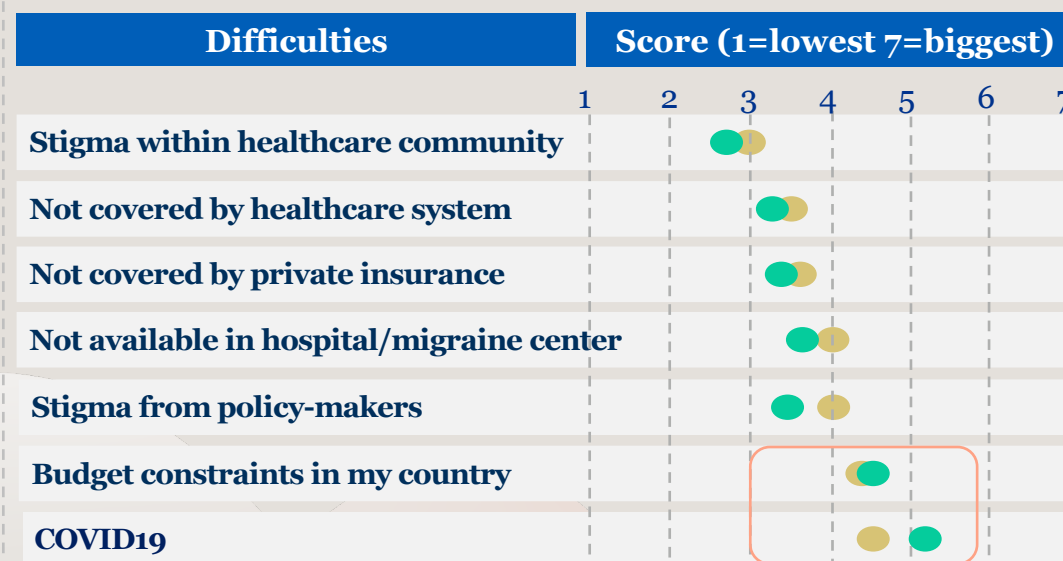 Difficulties Score (1=lowest 7=biggest)
1 2 3 4 5 6 7
Stigma within healthcare community
Not covered by healthcare system
Not covered by private insurance
Not available in hospital/migraine center
Stigma from policy-makers
Budget constraints in my country
COVID19